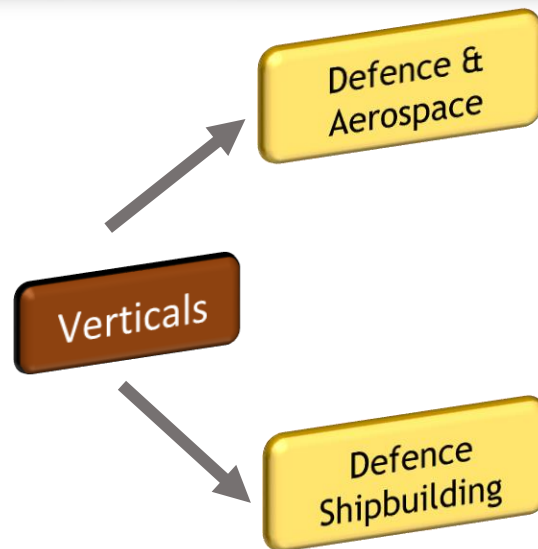 Defence &
Aerospace
Verticals
Defence
Shipbuilding